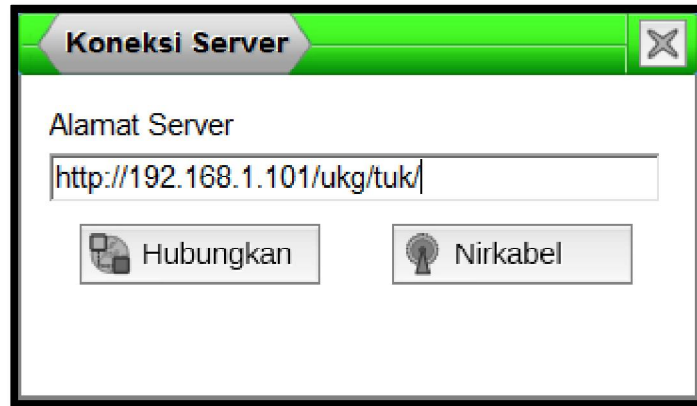 Koneksi Server
Alamat Server
http://192.168.1.101/ukg/tuk/
Hubungkan
Nirkabel